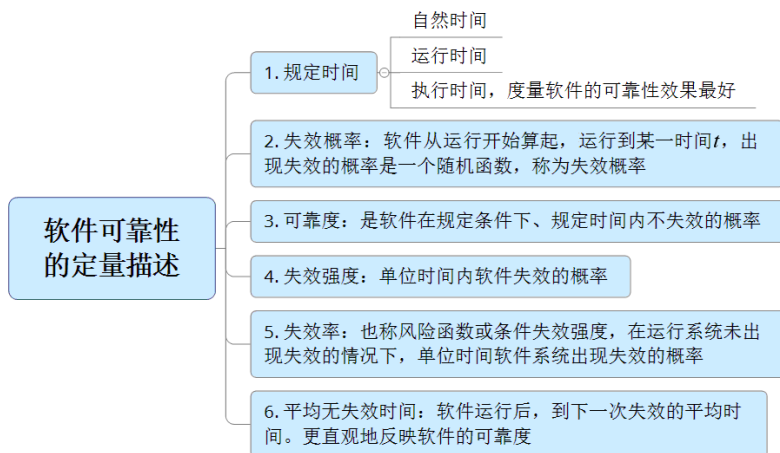 软件可靠性
的定量描述
1. 规定时间
自然时间
运行时间
执行时间，度量软件的可靠性效果最好
2. 失效概率：软件从运行开始算起，运行到某一时间t，出
现失效的概率是一个随机函数，称为失效概率
3. 可靠度：是软件在规定条件下、规定时间内不失效的概率
4. 失效强度：单位时间内软件失效的概率
5. 失效率：也称风险函数或条件失效强度，在运行系统未出
现失效的情况下，单位时间软件系统出现失效的概率
6. 平均无失效时间：软件运行后，到下一次失效的平均时
间。更直观地反映软件的可靠度